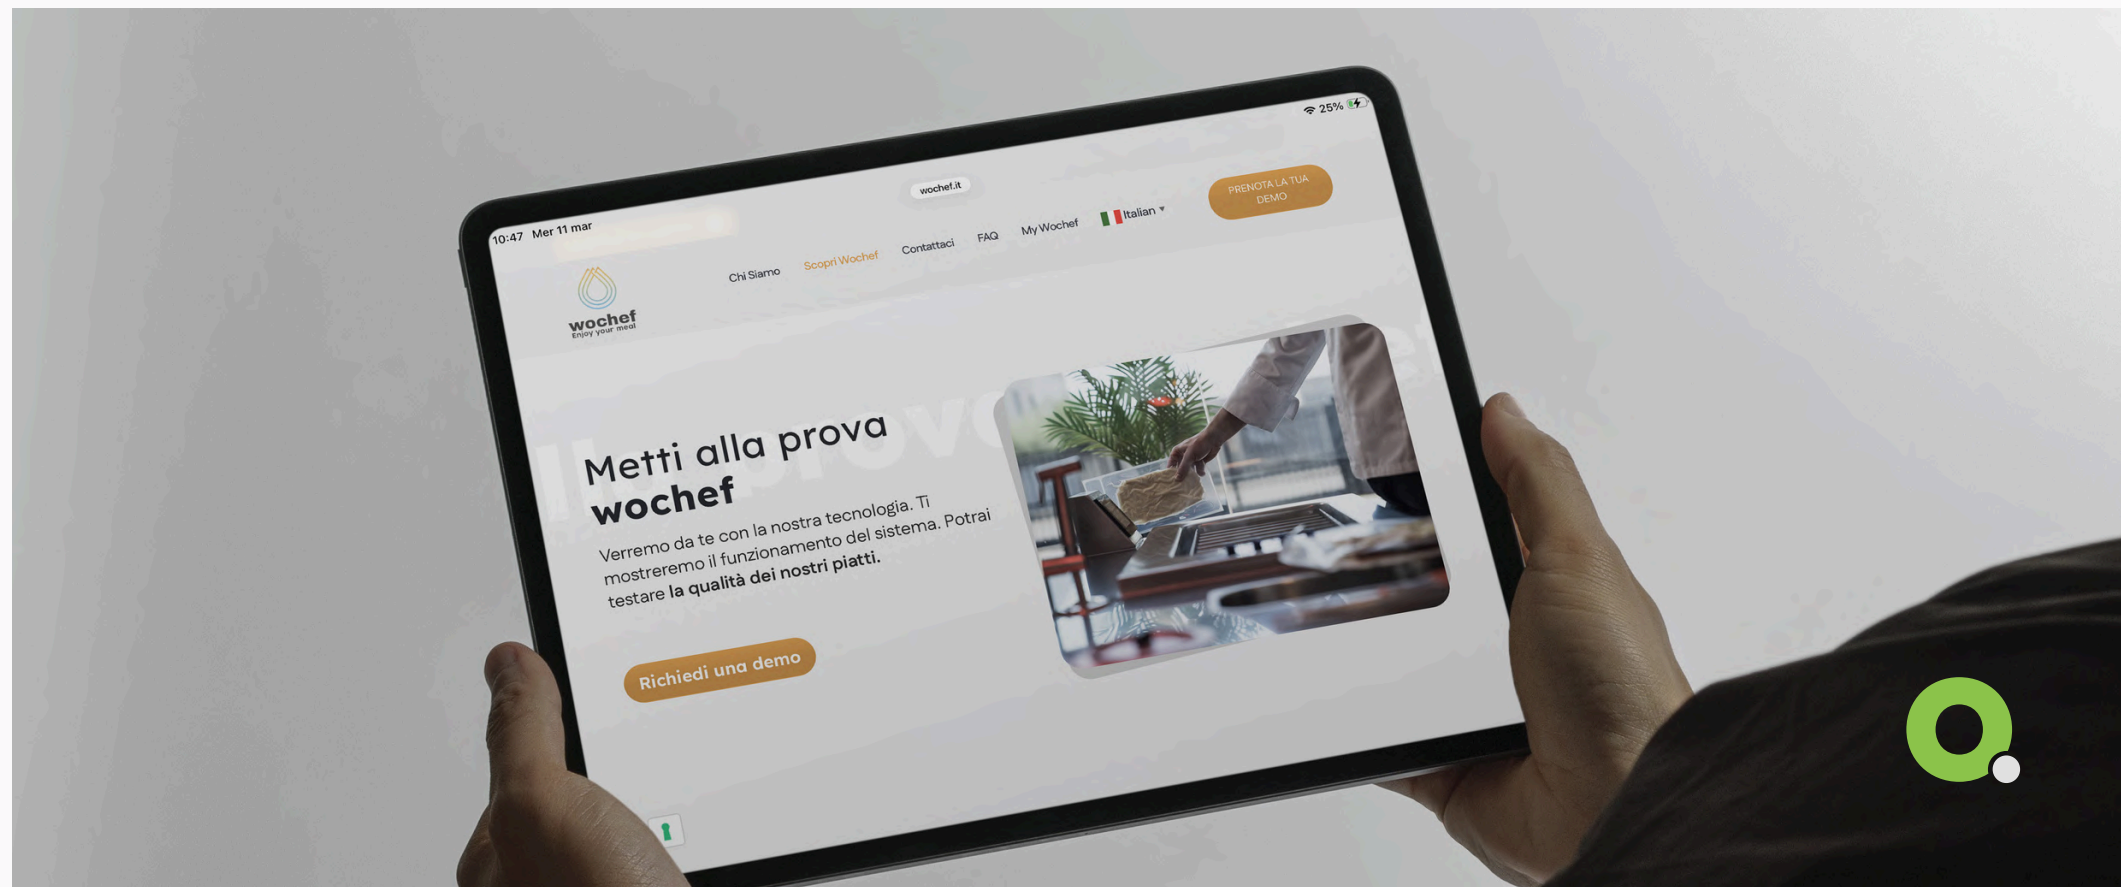 10:47 Mer 11 mar
25%
wochef.it
wochef
Enjoy your meal
Chi Siamo
Scopri Wochef
Contattaci
FAQ
My Wochef
Italian
PRENOTA LA TUA
DEMO
Metti alla prova
wochef
Verremo da te con la nostra tecnologia. Ti
mostreremo il funzionamento del sistema. Potrai
testare la qualità dei nostri piatti.
Richiedi una demo